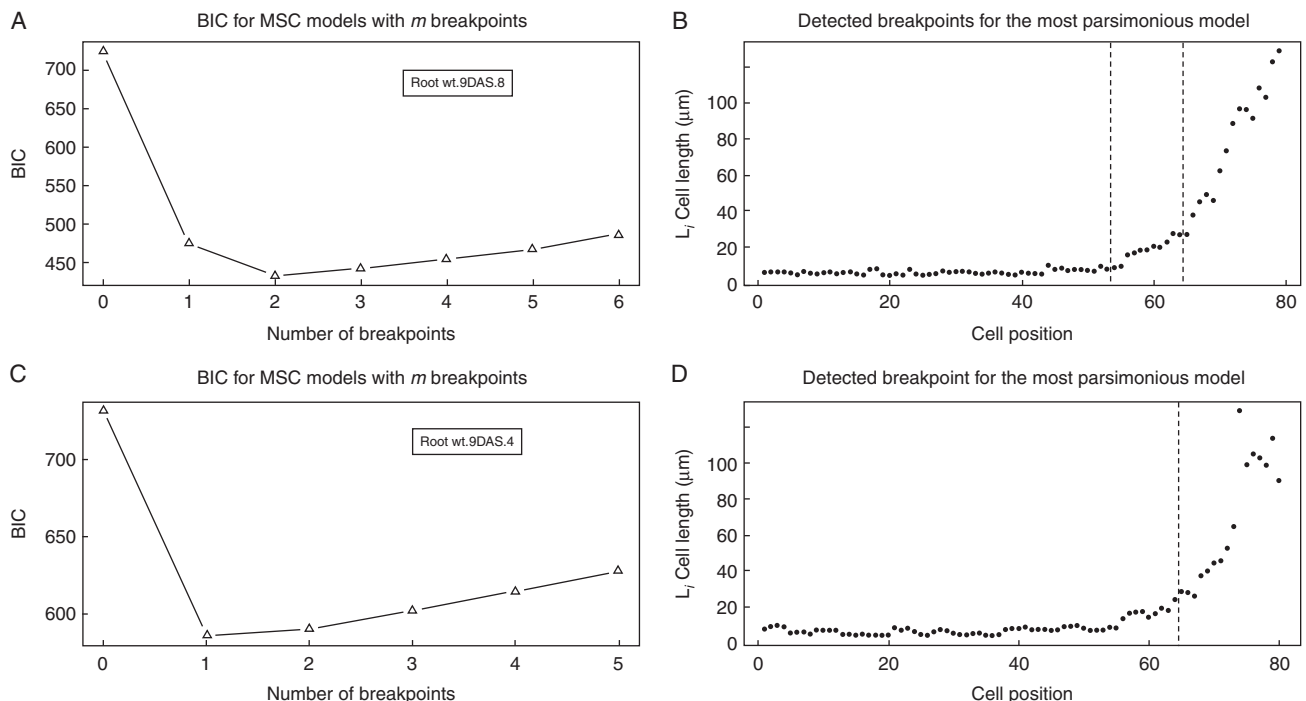 A
BIC for MSC models with m breakpoints
700
650
600
550
500
450
BIC
Root wt.9DAS.8
0 1 2 3 4 5 6
Number of breakpoints
B
Detected breakpoints for the most parsimonious model
100
80
60
40
20
0
Li Cell length (μm)
0 20 40 60 80
Cell position
C
BIC for MSC models with m breakpoints
700
650
600
BIC
Root wt.9DAS.4
0 1 2 3 4 5
Number of breakpoints
D
Detected breakpoint for the most parsimonious model
100
80
60
40
20
0
Li Cell length (μm)
0 20 40 60 80
Cell position